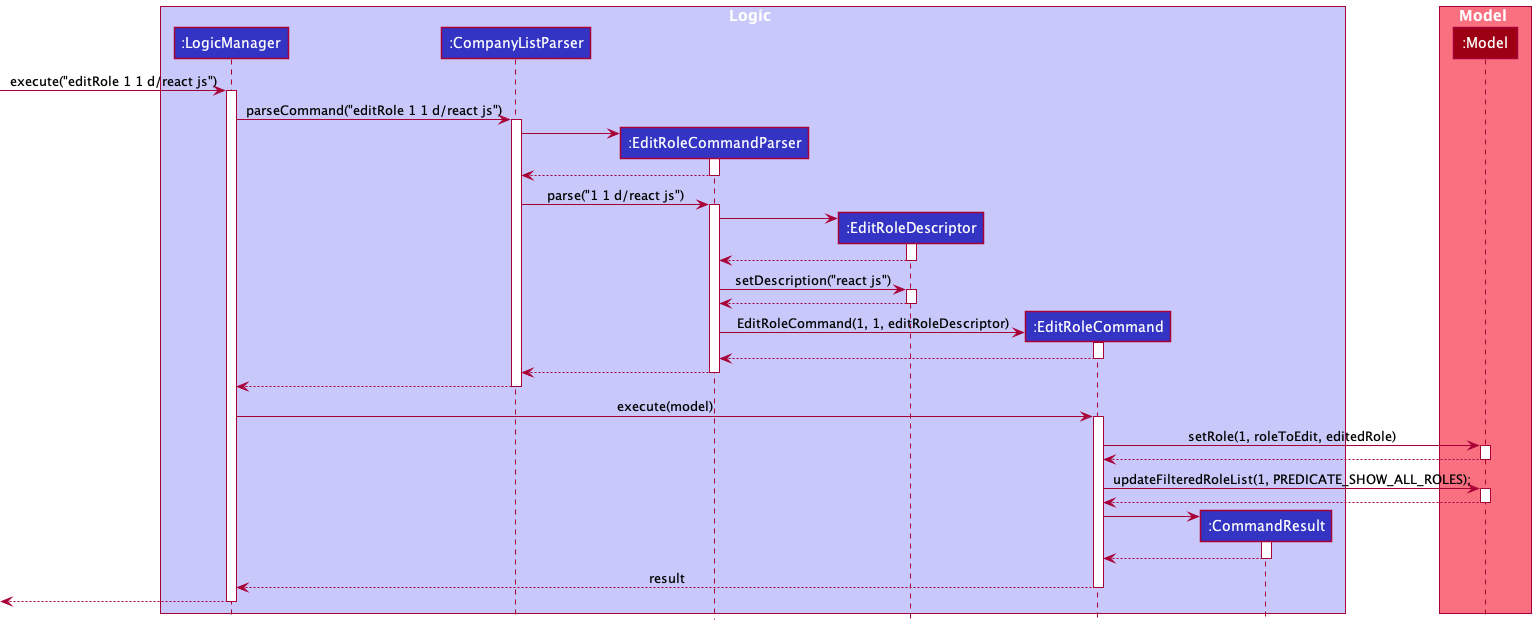 Logic
Model
:LogicManager
:CompanyListParser
:Model
execute("editRole 1 1 d/react js")
parseCommand("editRole 1 1 d/react js")
:EditRoleCommandParser
parse("1 1 d/react js")
:EditRoleDescriptor
setDescription("react js")
EditRoleCommand(1, 1, editRoleDescriptor)
:EditRoleCommand
execute(model)
setRole(1, roleToEdit, editedRole)
updateFilteredRoleList(1, PREDICATE_SHOW_ALL_ROLES);
:CommandResult
result